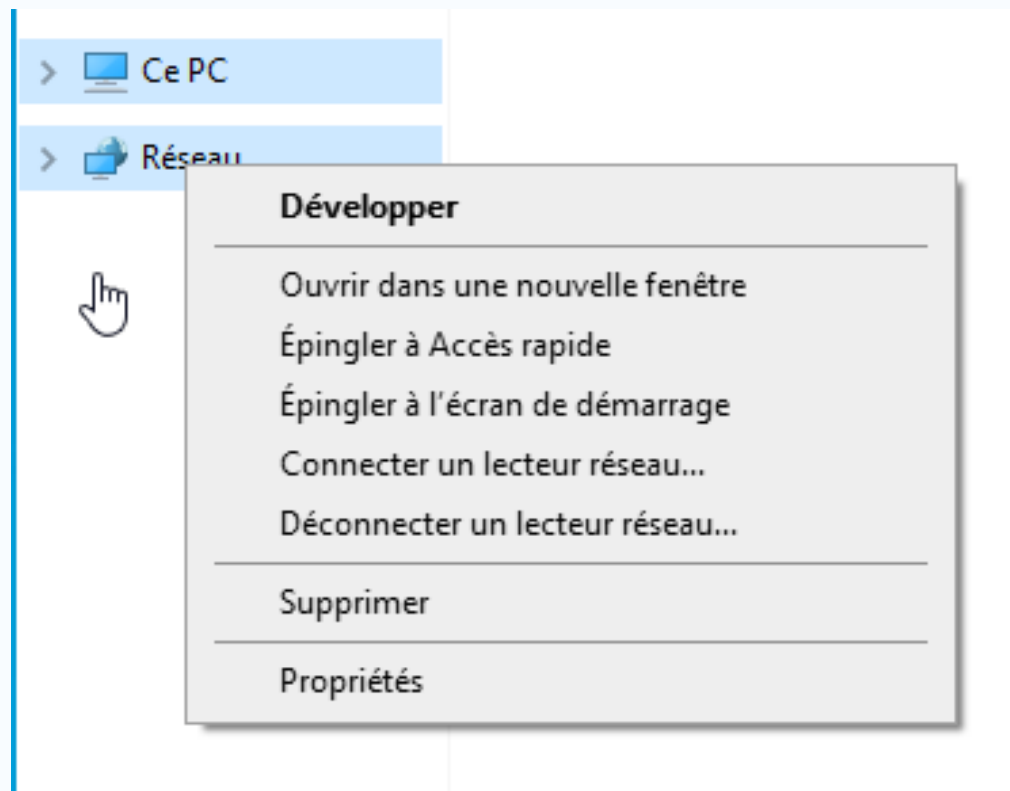 Ce PC
Réseau
Développer
Ouvrir dans une nouvelle fenêtre
Épingler à Accès rapide
Épingler à l'écran de démarrage
Connecter un lecteur réseau...
Déconnecter un lecteur réseau...
Supprimer
Propriétés